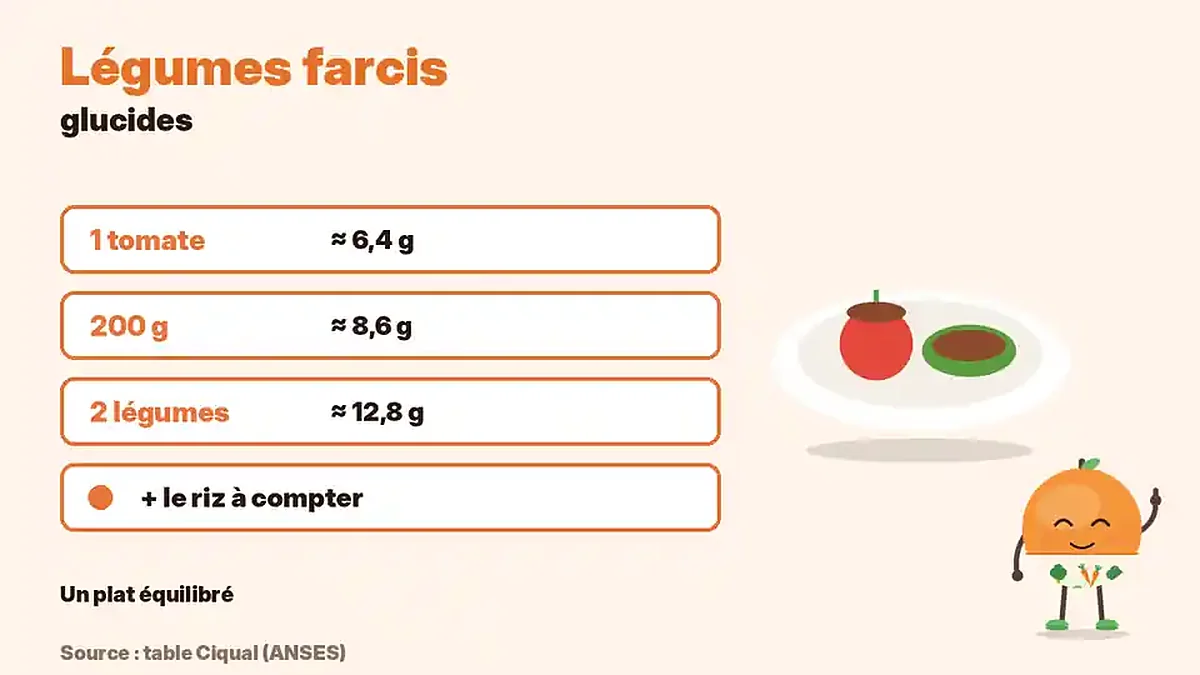 Légumes farcis
glucides
1 tomate ≈ 6,4 g
200 g ≈ 8,6 g
2 légumes ≈ 12,8 g
+ le riz à compter
Un plat équilibré
Source : table Ciqual (ANSES)